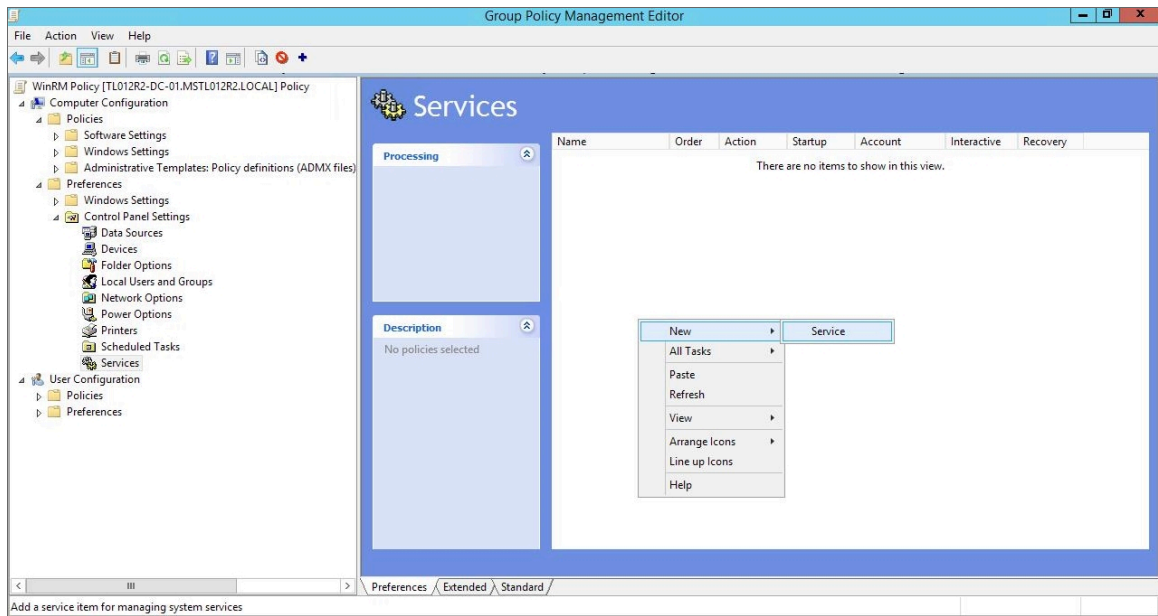 Group Policy Management Editor
File Action View Help
WinRM Policy [TL012R2-DC-01.MSTL012R2.LOCAL] Policy
Computer Configuration
Policies
Software Settings
Windows Settings
Administrative Templates: Policy definitions (ADMX files)
Preferences
Windows Settings
Control Panel Settings
Data Sources
Devices
Folder Options
Local Users and Groups
Network Options
Power Options
Printers
Scheduled Tasks
Services
User Configuration
Policies
Preferences
Services
Processing
Description
No policies selected
Name Order Action Startup Account Interactive Recovery
There are no items to show in this view.
New Service
All Tasks
Paste
Refresh
View
Arrange Icons
Line up Icons
Help
Preferences Extended Standard
Add a service item for managing system services